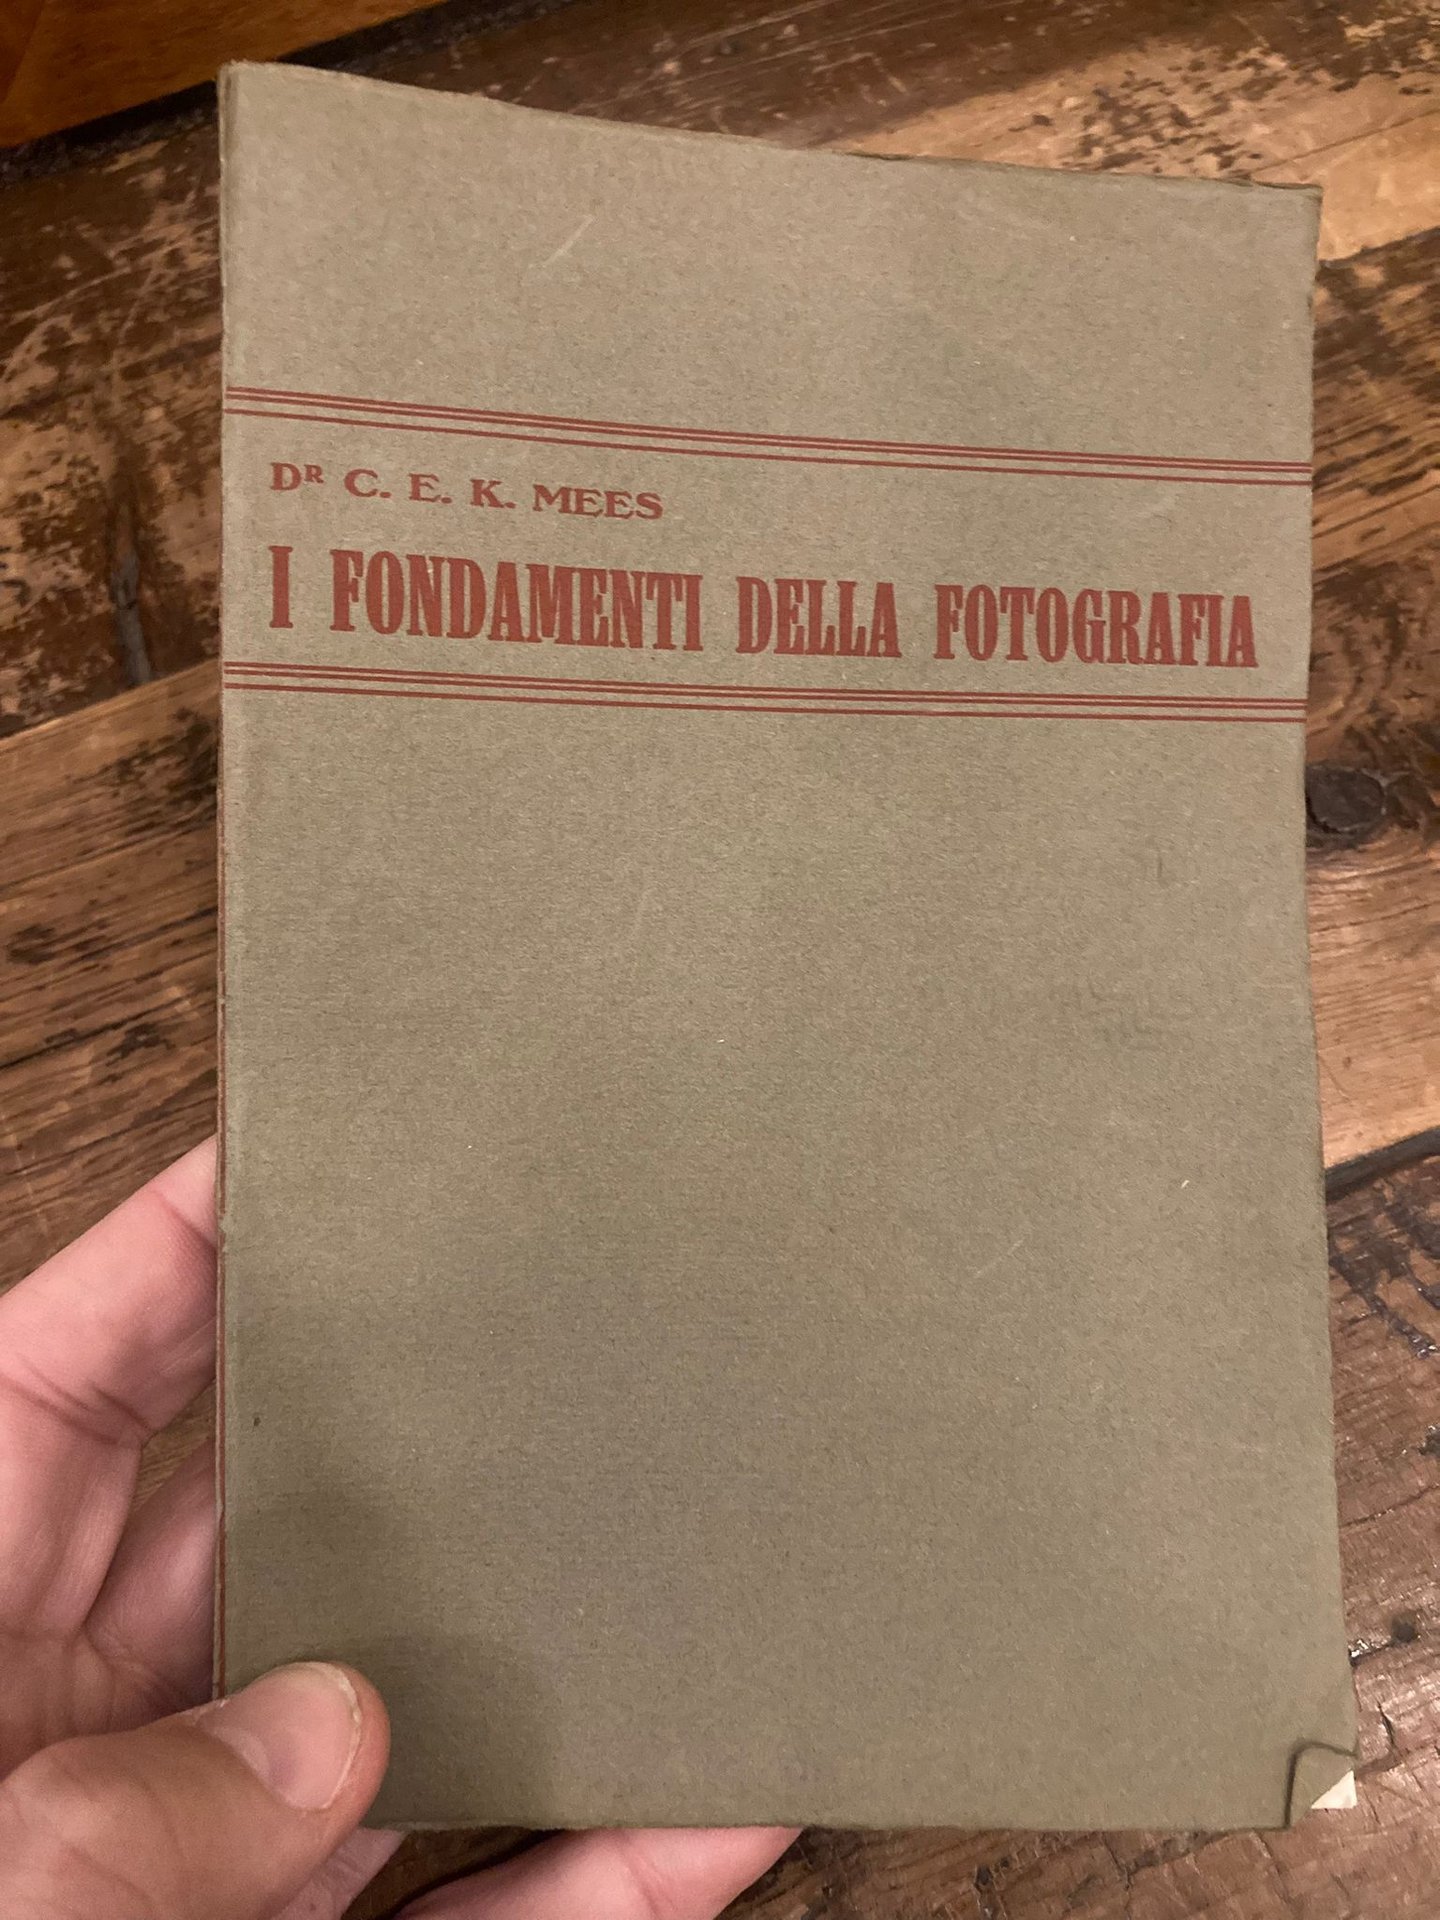 Dr C. E. K. MEES
I FONDAMENTI DELLA FOTOGRAFIA